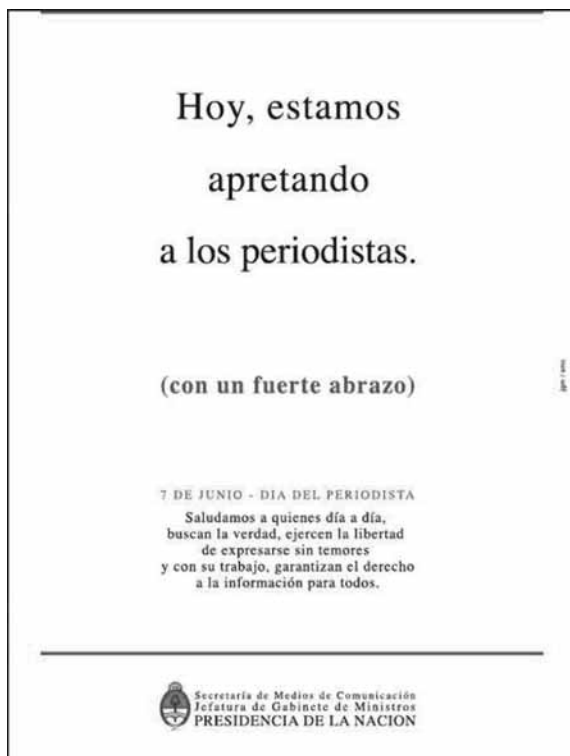 Hoy, estamos
apretando
a los periodistas.
(con un fuerte abrazo)
7 DE JUNIO - DIA DEL PERIODISTA
Saludamos a quienes día a día,
buscan la verdad, ejercen la libertad
de expresarse sin temores
y con su trabajo, garantizan el derecho
a la información para todos.
Secretaría de Medios de Comunicación
Jefatura de Gabinete de Ministros
PRESIDENCIA DE LA NACION